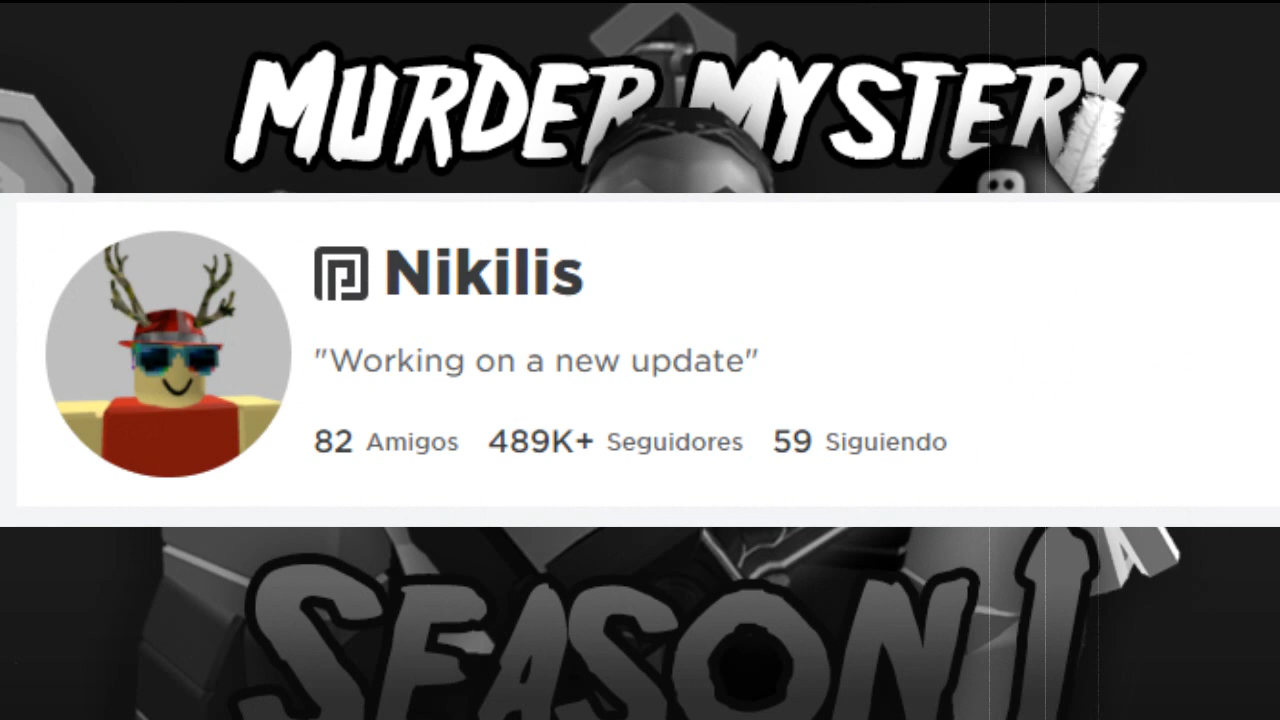 MURDER MYSTERY
Nikilis
"Working on a new update"
82 Amigos 489K+ Seguidores 59 Siguiendo
SEASON 1